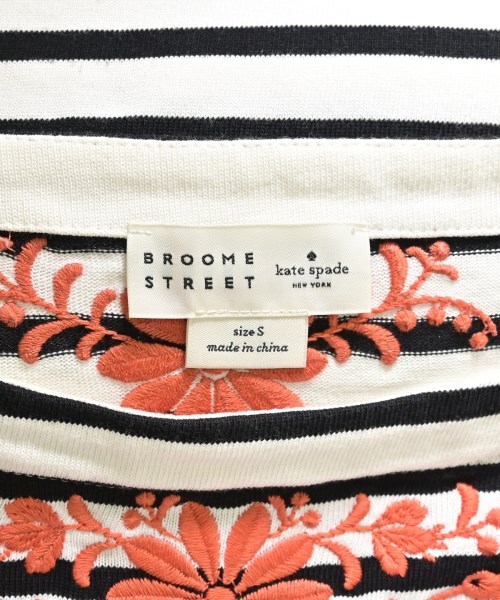 BROOME
STREET
kate spade
NEW YORK
size S
made in china